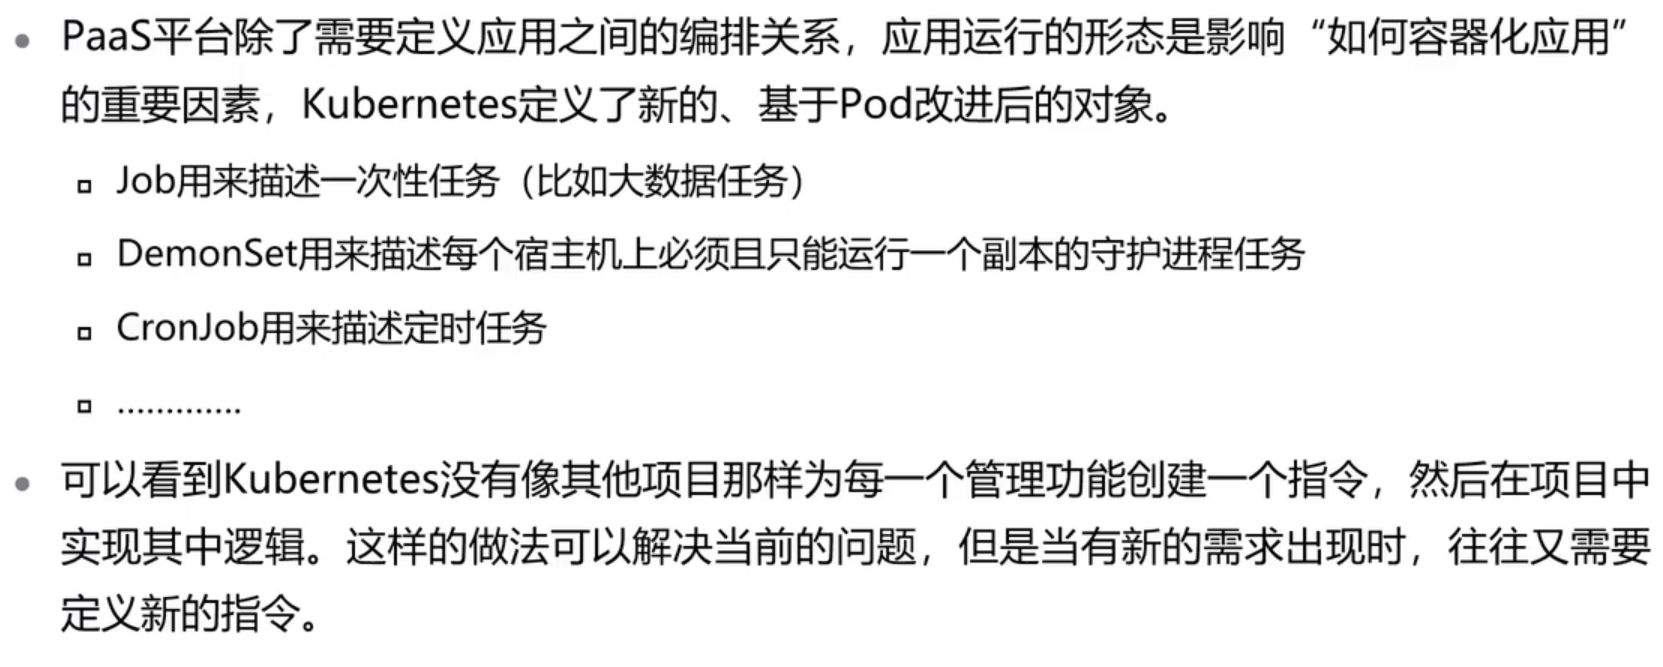 PaaS平台除了需要定义应用之间的编排关系，应用运行的形态是影响“如何容器化应用”
的重要因素，Kubernetes定义了新的、基于Pod改进后的对象。
Job用来描述一次性任务（比如大数据任务）
DemonSet用来描述每个宿主机上必须且只能运行一个副本的守护进程任务
CronJob用来描述定时任务
.............
可以看到Kubernetes没有像其他项目那样为每一个管理功能创建一个指令，然后在项目中
实现其中逻辑。这样的做法可以解决当前的问题，但是当有新的需求出现时，往往又需要
定义新的指令。